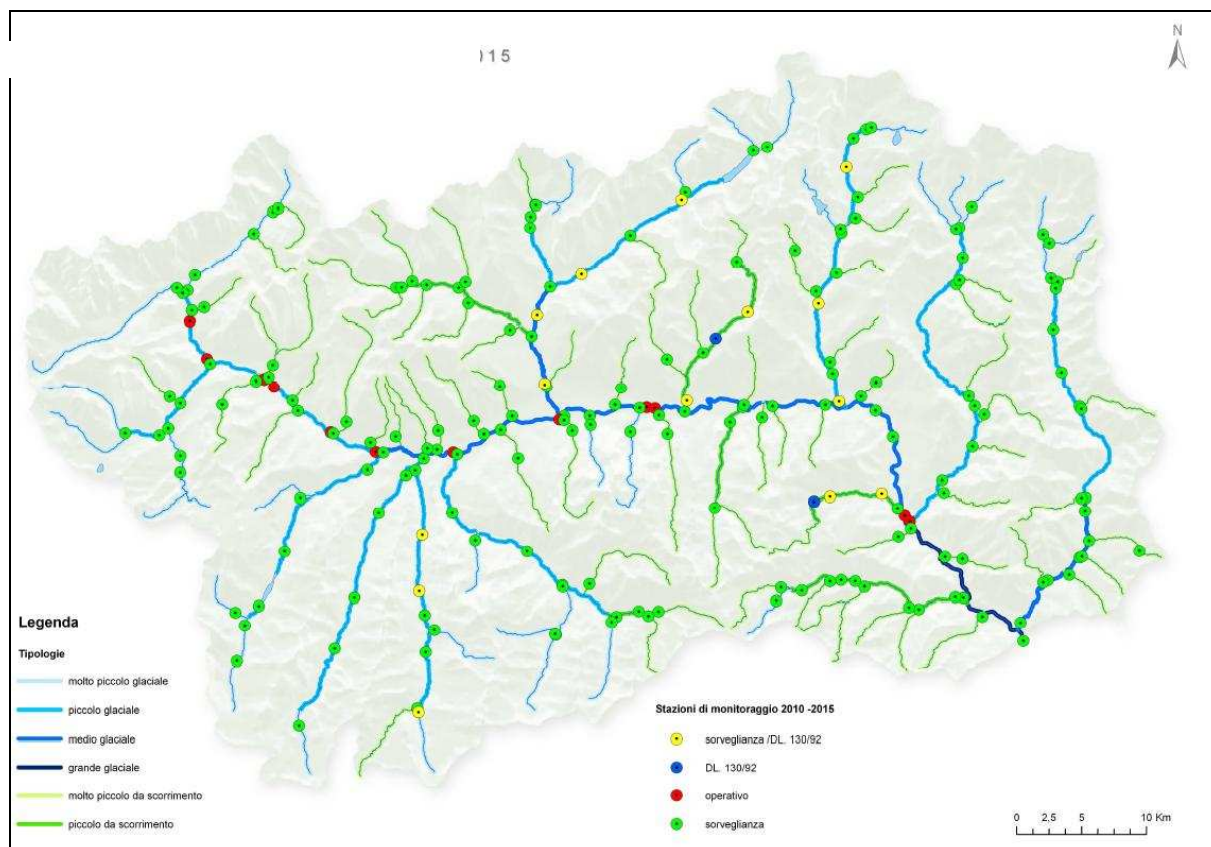 015
N
Legenda
Tipologie
molto piccolo glaciale
piccolo glaciale
medio glaciale
grande glaciale
molto piccolo da scorrimento
piccolo da scorrimento
Stazioni di monitoraggio 2010 -2015
sorveglianza /DL. 130/92
DL. 130/92
operativo
sorveglianza
0 2,5 5 10 Km